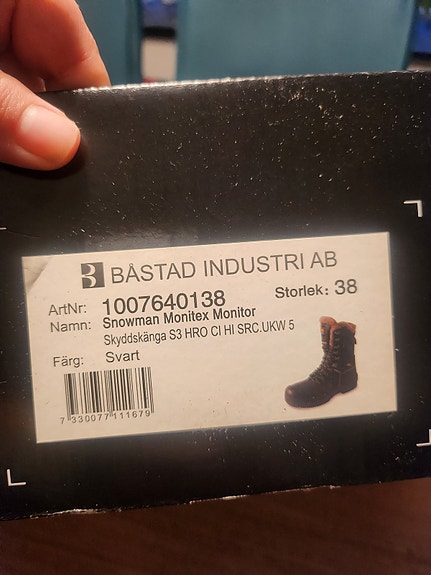 B BÅSTAD INDUSTRI AB
ArtNr: 1007640138 Storlek: 38
Namn: Snowman Monitex Monitor
Skyddskänga S3 HRO CI HI SRC.UKW 5
Färg: Svart
7 330077 111679